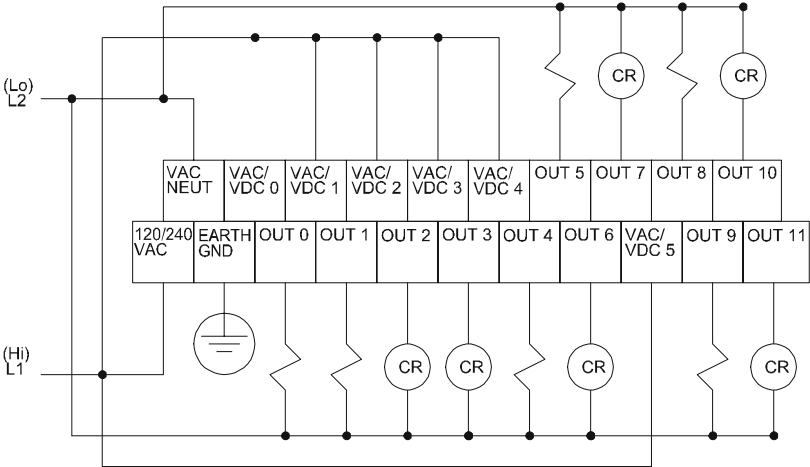 CR
CR
(Lo)
L2
VAC
NEUT
VAC/
VDC 0
VAC/
VDC 1
VAC/
VDC 2
VAC/
VDC 3
VAC/
VDC 4
OUT 5
OUT 7
OUT 8
OUT 10
120/240
VAC
EARTH
GND
OUT 0
OUT 1
OUT 2
OUT 3
OUT 4
OUT 6
VAC/
VDC 5
OUT 9
OUT 11
(Hi)
L1
CR
CR
CR
CR